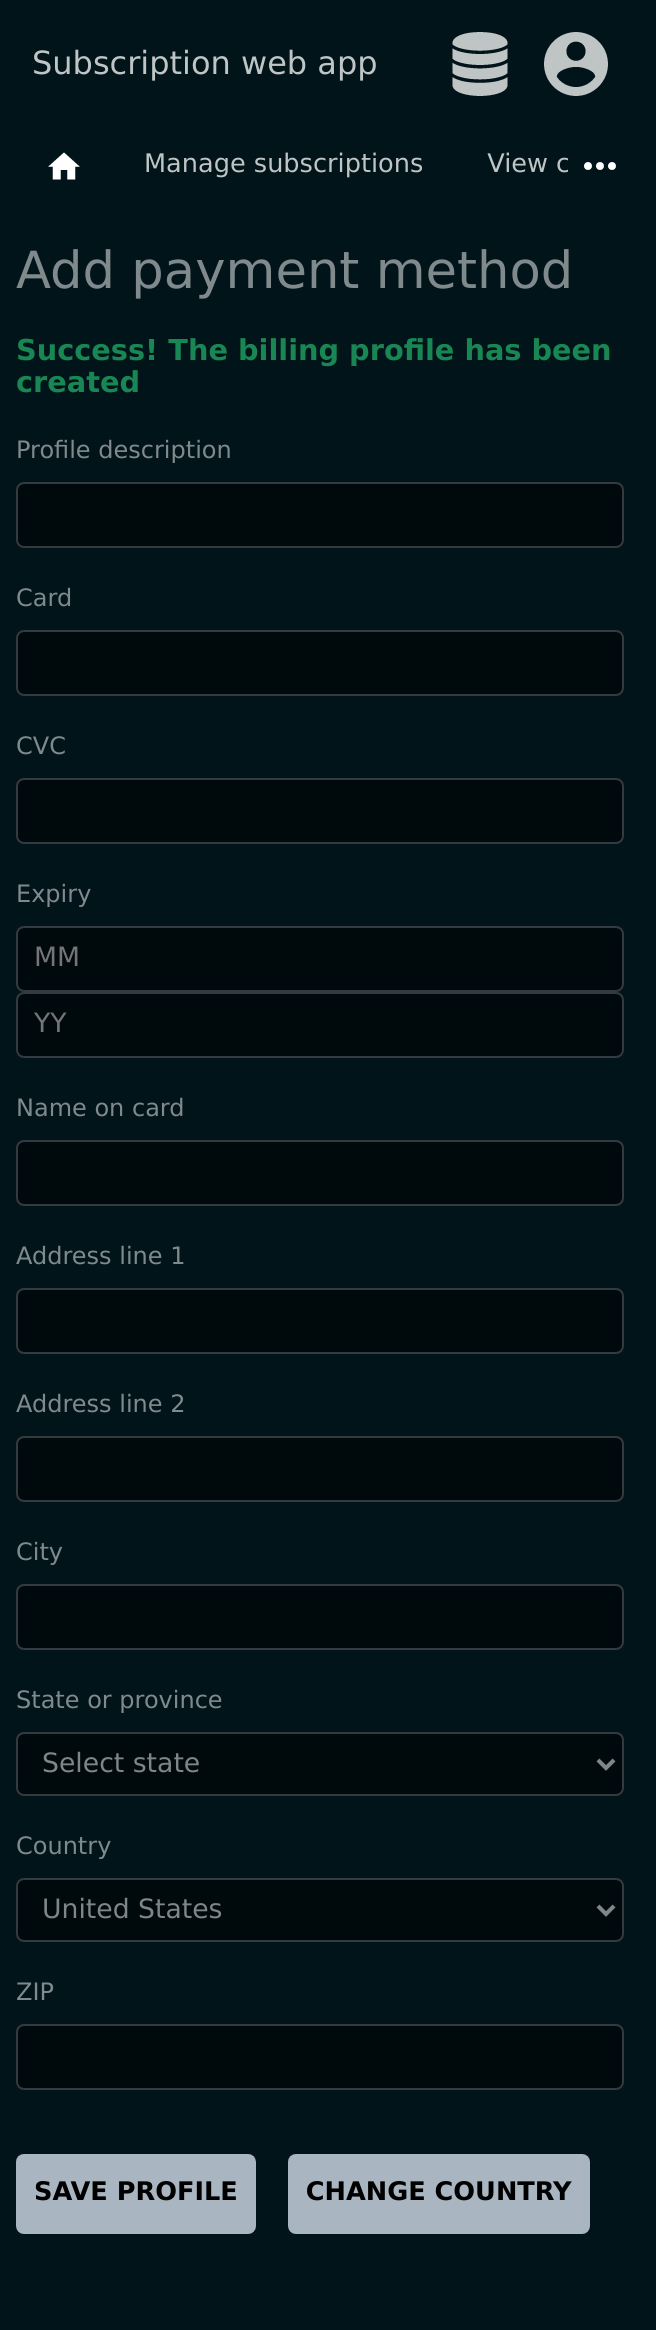 Subscription web app
Manage subscriptions
View c
Add payment method
Success! The billing profile has been
created
Profile description
Card
CVC
Expiry
MM
YY
Name on card
Address line 1
Address line 2
City
State or province
Select state
Country
United States
ZIP
SAVE PROFILE
CHANGE COUNTRY